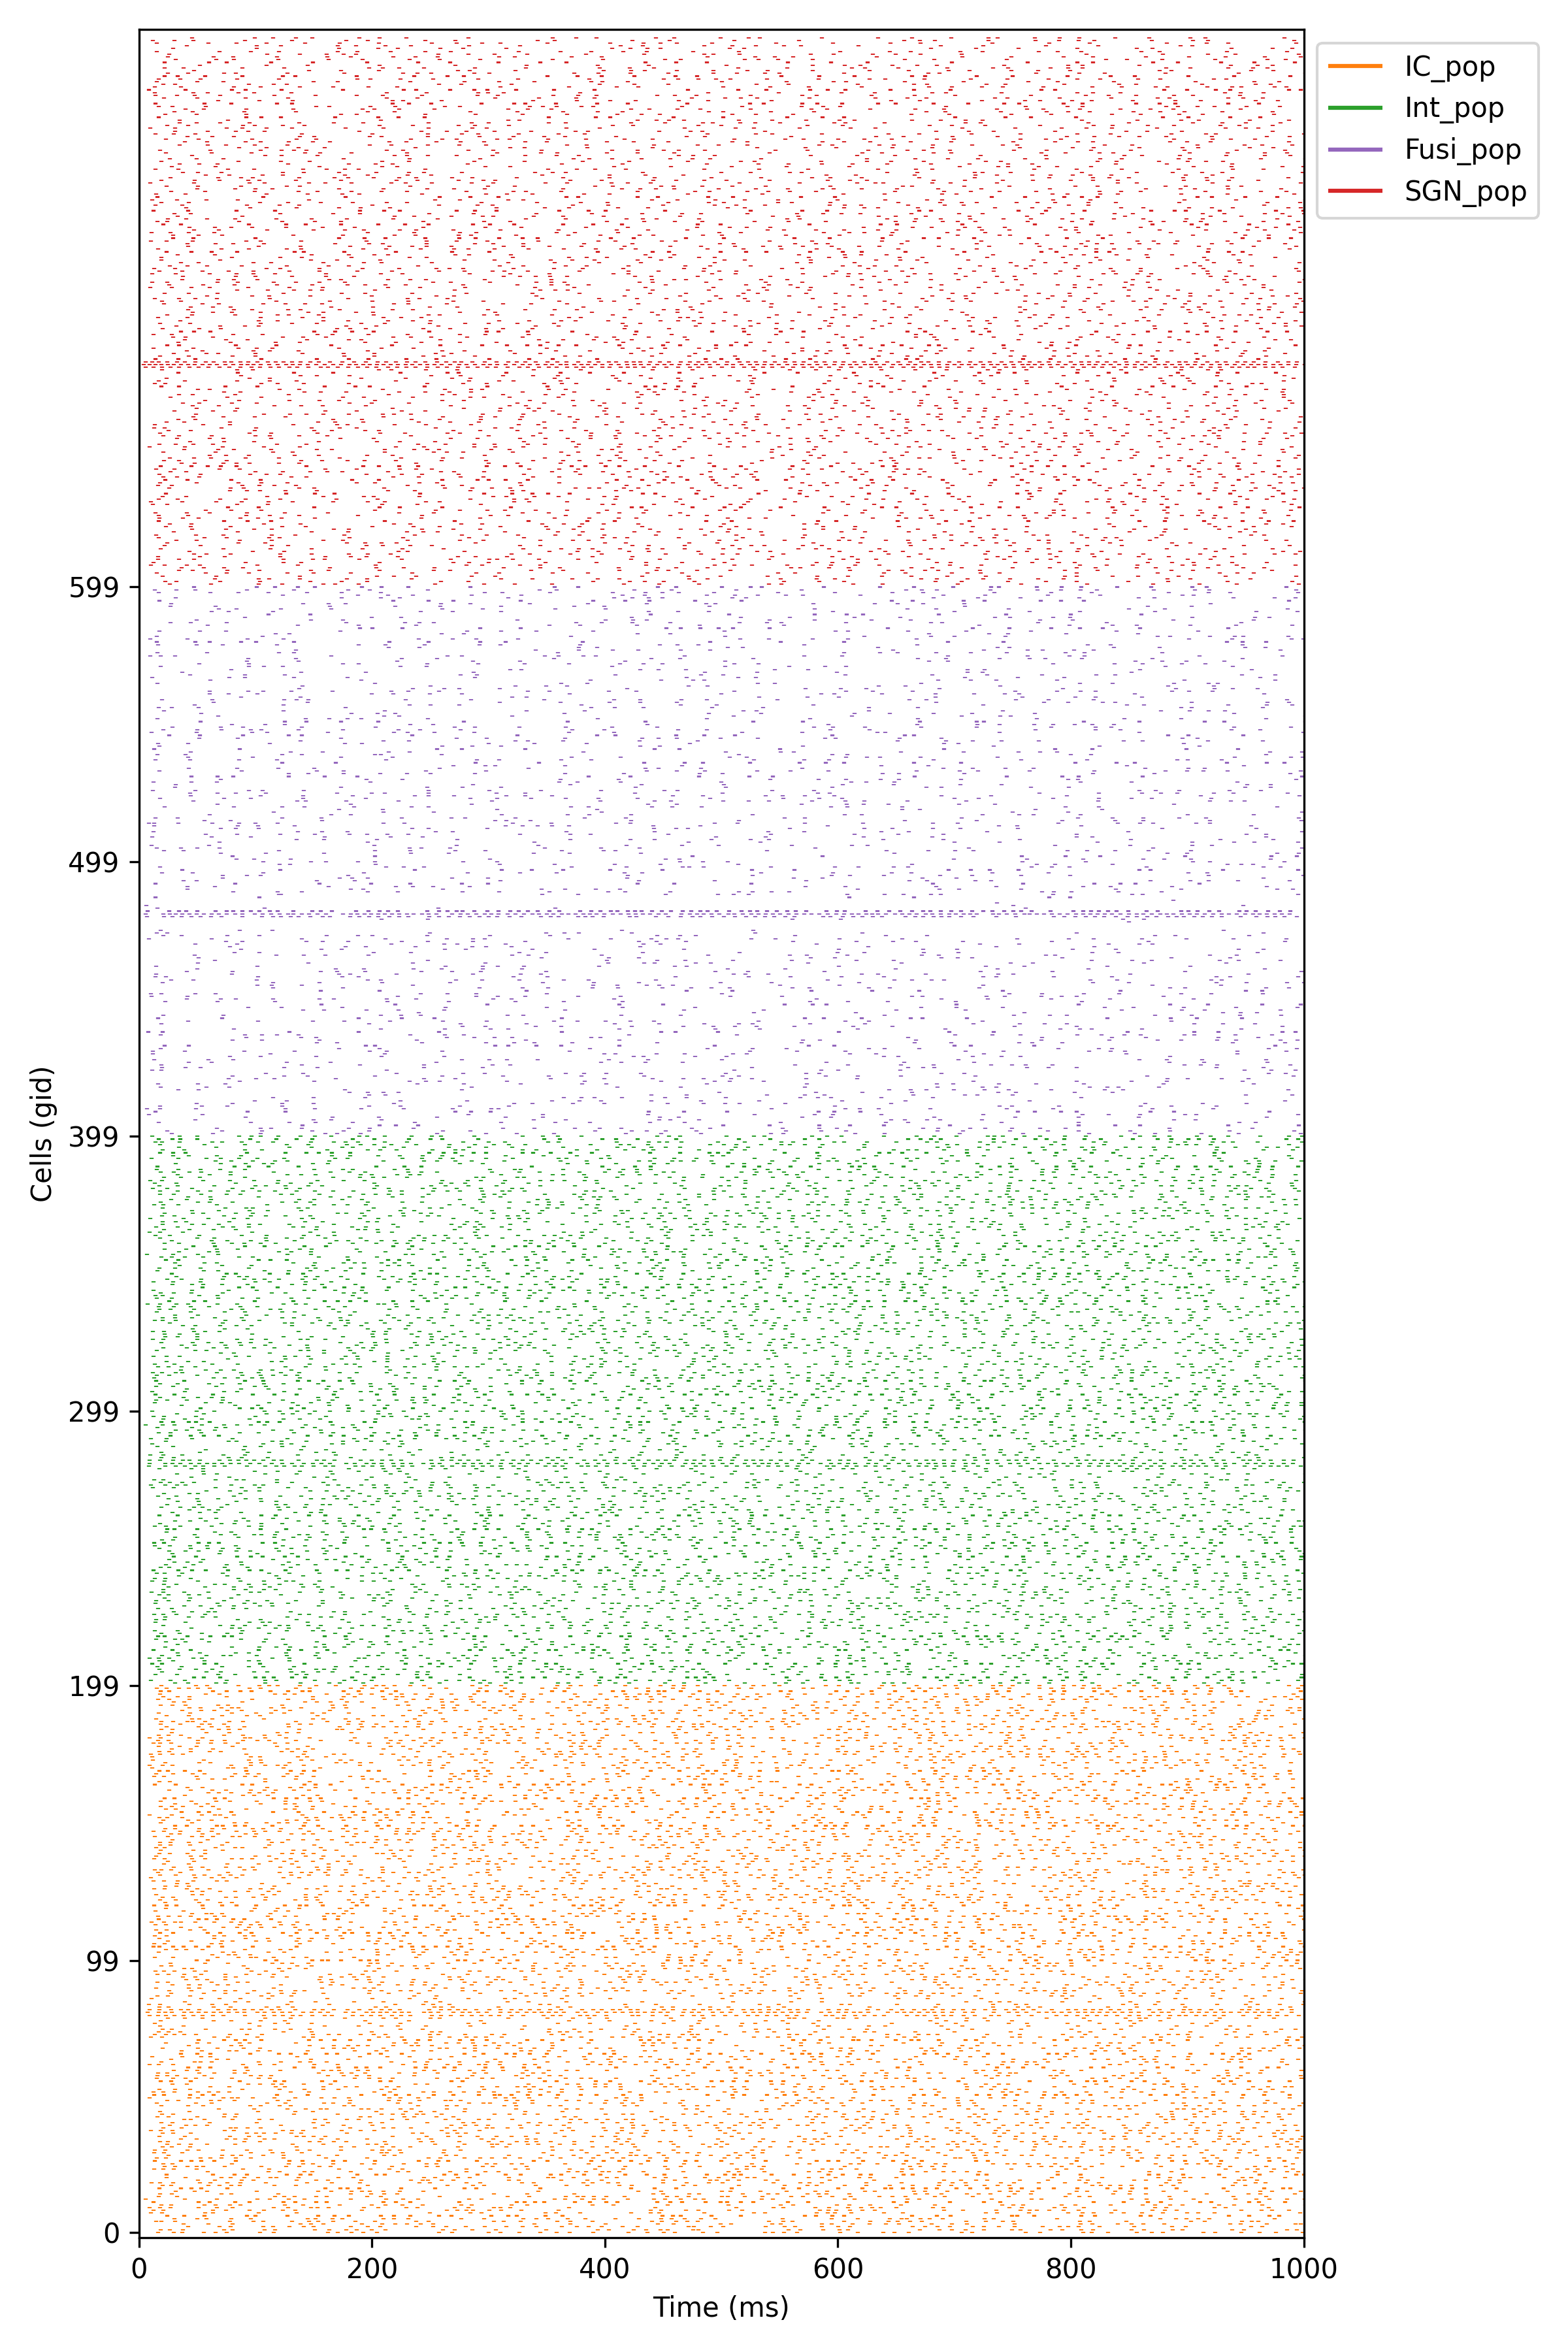 IC_pop
Int_pop
Fusi_pop
SGN_pop
599
499
399
299
199
99
0
Cells (gid)
0 200 400 600 800 1000
Time (ms)